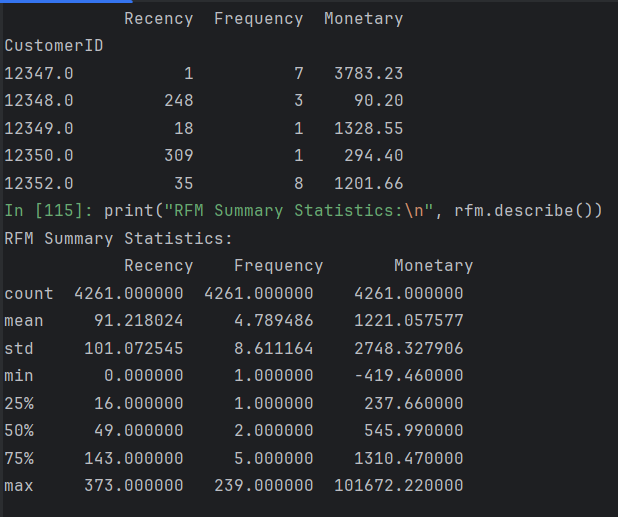 Recency  Frequency  Monetary
CustomerID
12347.0           1          7   3783.23
12348.0         248          3     90.20
12349.0          18          1   1328.55
12350.0         309          1    294.40
12352.0          35          8   1201.66
In [115]: print("RFM Summary Statistics:\n", rfm.describe())
RFM Summary Statistics:
Recency    Frequency       Monetary
count  4261.000000  4261.000000    4261.000000
mean     91.218024     4.789486    1221.057577
std     101.072545     8.611164    2748.327906
min       0.000000     1.000000    -419.460000
25%      16.000000     1.000000     237.660000
50%      49.000000     2.000000     545.990000
75%     143.000000     5.000000    1310.470000
max     373.000000   239.000000  101672.220000